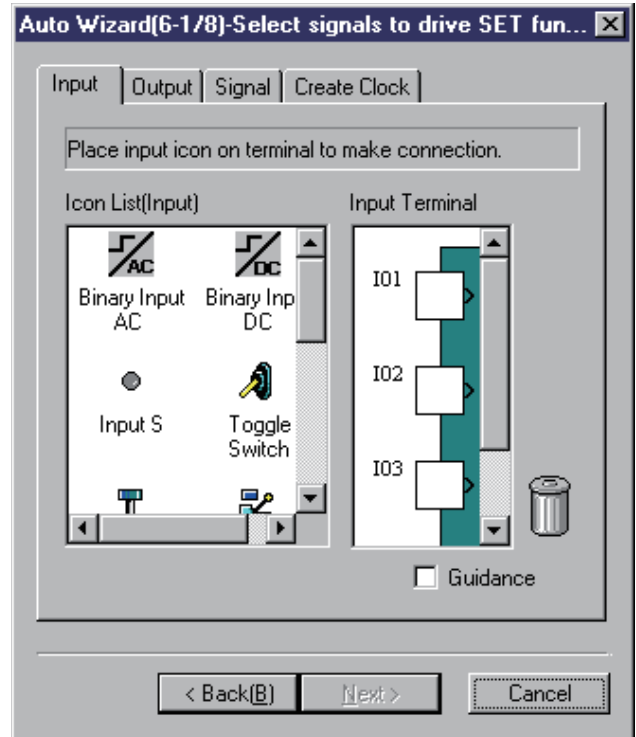 Auto Wizard(6-1/8)-Select signals to drive SET fun...
Input Output Signal Create Clock
Place input icon on terminal to make connection.
Icon List(Input) Input Terminal
AC DC
Binary Input Binary Inp
AC DC
Input S Toggle
Switch
I01
I02
I03
Guidance
< Back(B) Next > Cancel